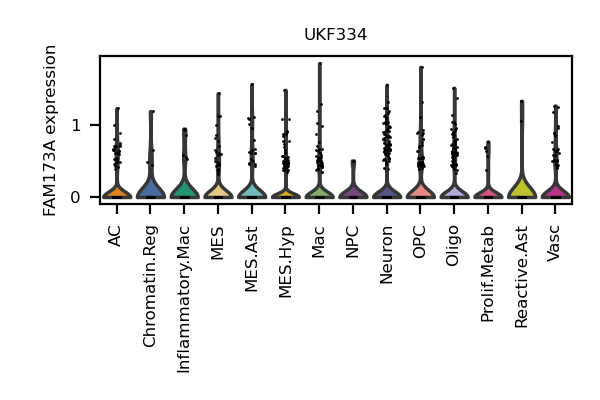 UKF334
FAM173A expression
1
0
AC
Chromatin.Reg
Inflammatory.Mac
MES
MES.Ast
MES.Hyp
Mac
NPC
Neuron
OPC
Oligo
Prolif.Metab
Reactive.Ast
Vasc